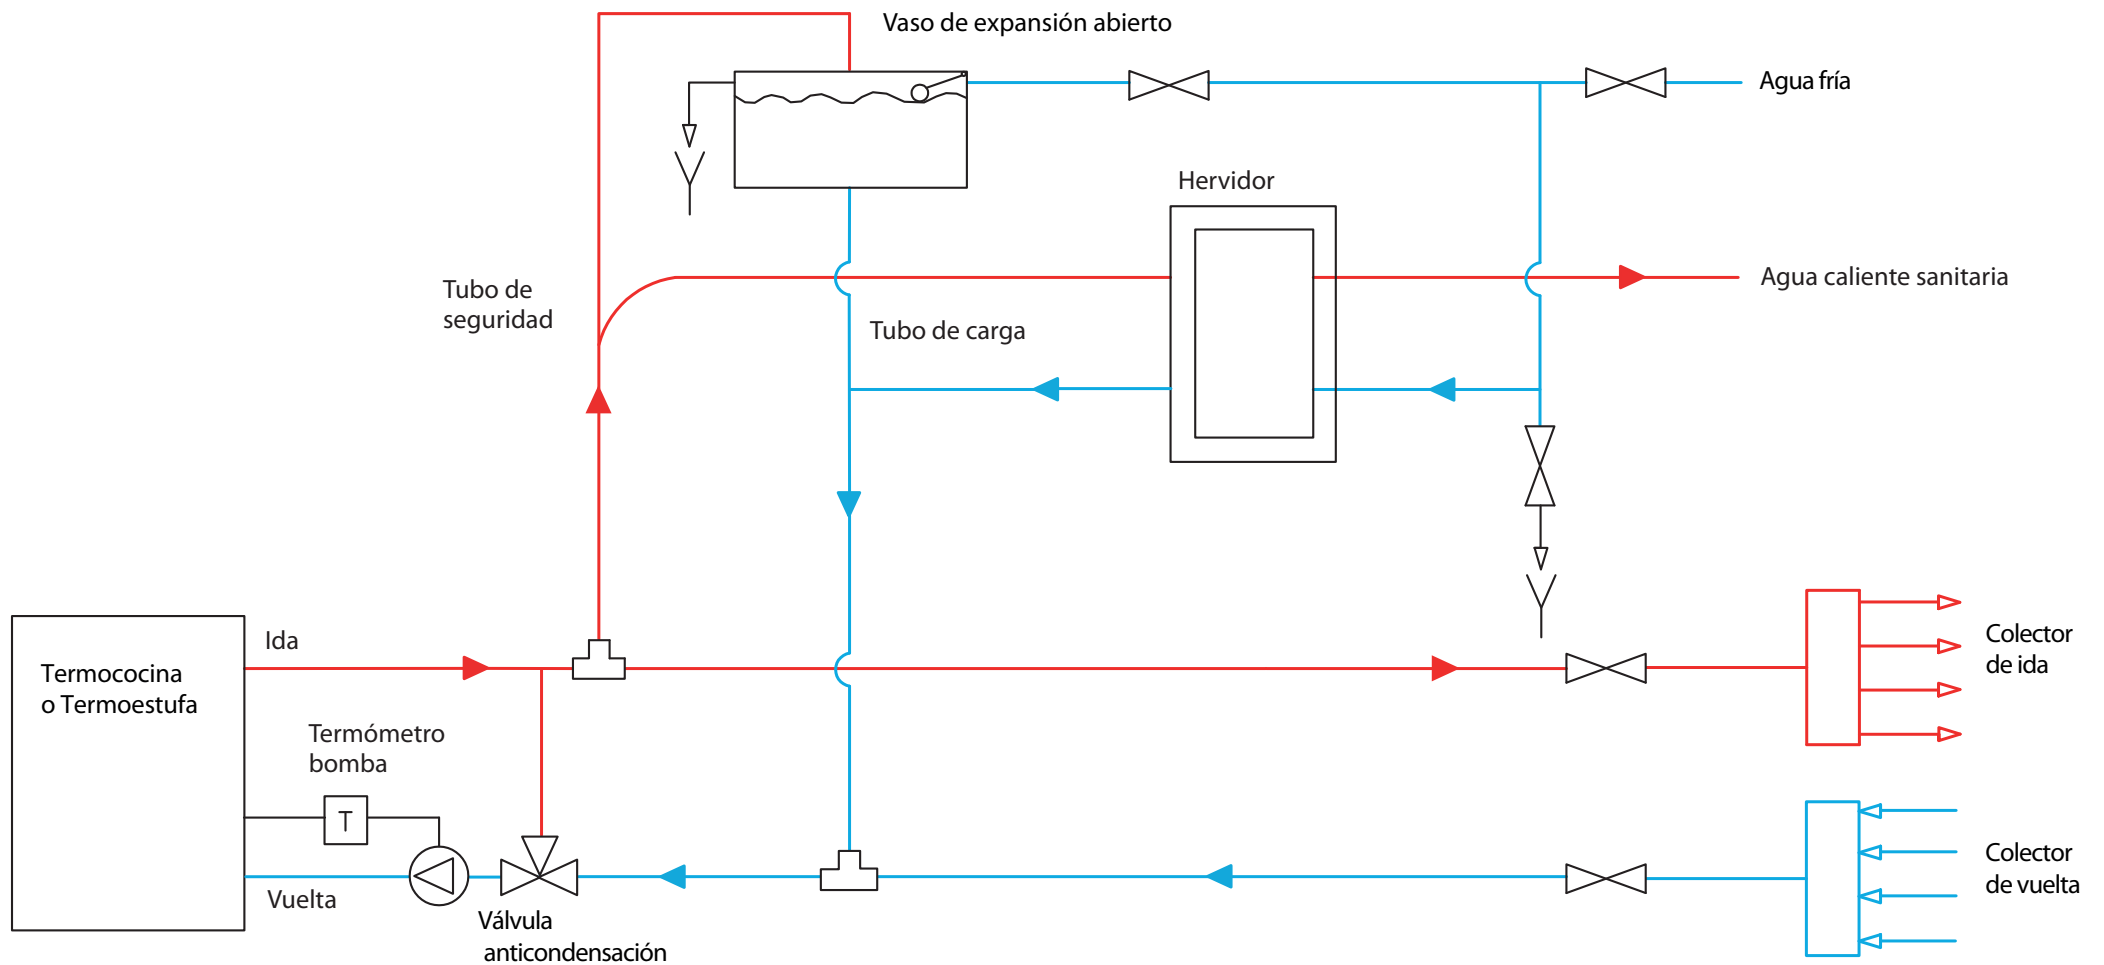 Vaso de expansión abierto
Agua fría
Hervidor
Agua caliente sanitaria
Tubo de
seguridad
Tubo de carga
Ida
Termococina
o Termoestufa
Colector
de ida
Termómetro
bomba
T
Vuelta
Válvula
anticondensación
Colector
de vuelta